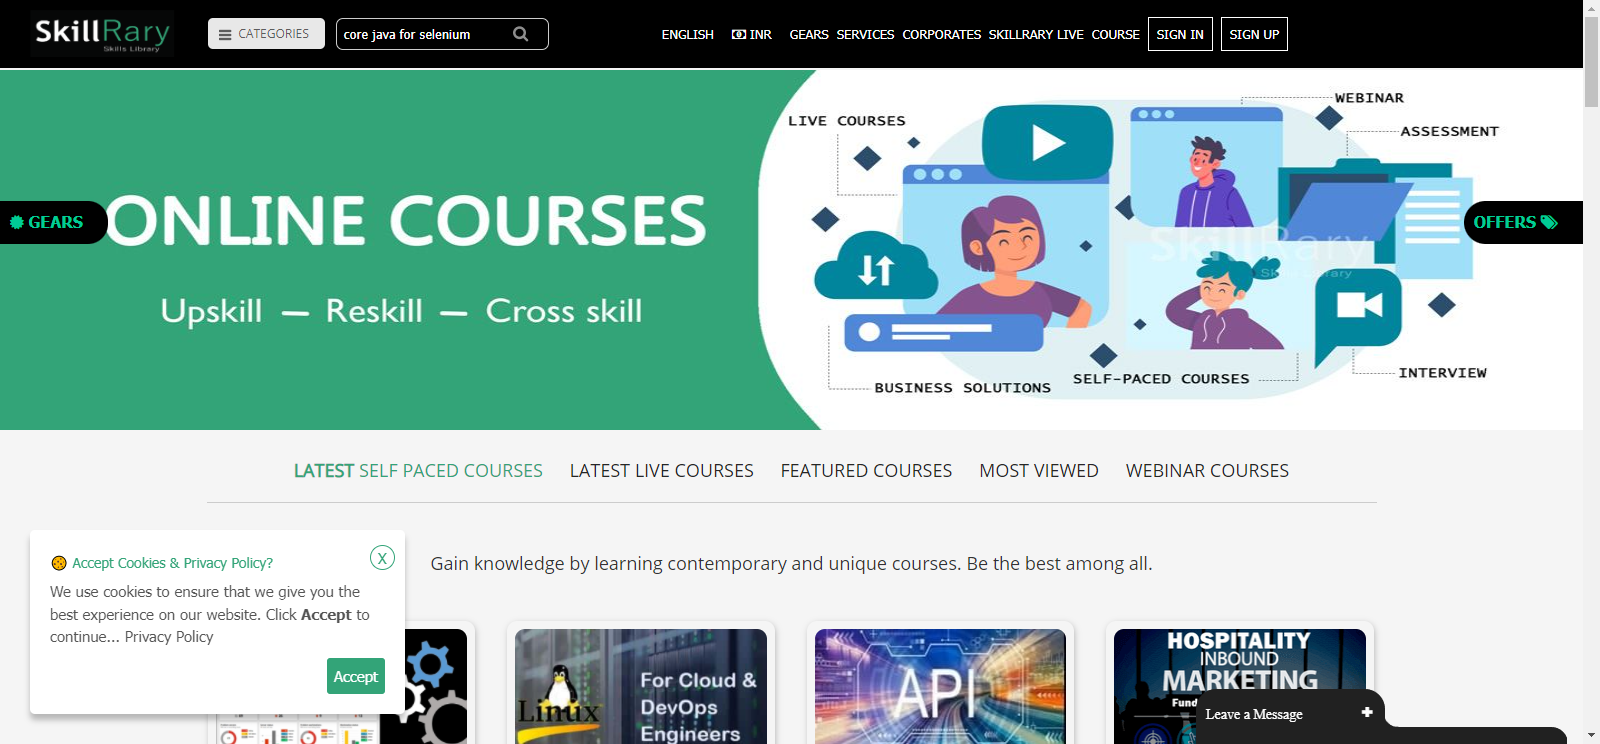 SkillRary
Skills Library
CATEGORIES
core java for selenium
ENGLISH
INR
GEARS
SERVICES
CORPORATES
SKILLRARY LIVE
COURSE
SIGN IN
SIGN UP
GEARS
ONLINE COURSES
Upskill — Reskill — Cross skill
LIVE COURSES
WEBINAR
ASSESSMENT
SkillRary
Skills Library
OFFERS
BUSINESS SOLUTIONS
SELF-PACED COURSES
INTERVIEW
LATEST SELF PACED COURSES
LATEST LIVE COURSES
FEATURED COURSES
MOST VIEWED
WEBINAR COURSES
Gain knowledge by learning contemporary and unique courses. Be the best among all.
Accept Cookies & Privacy Policy?
X
We use cookies to ensure that we give you the
best experience on our website. Click Accept to
continue... Privacy Policy
Accept
Linux
For Cloud &
DevOps
Engineers
API
HOSPITALITY
INBOUND
MARKETING
Leave a Message